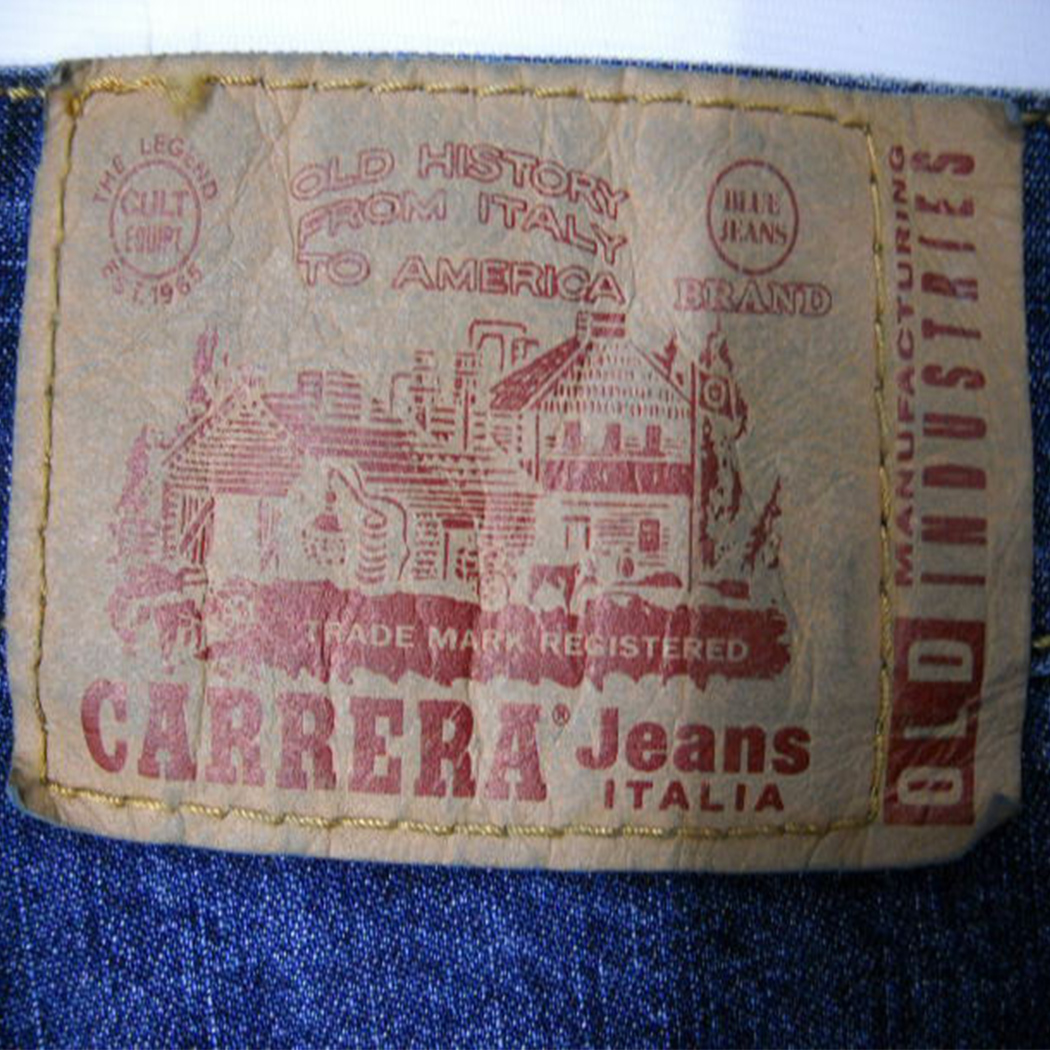 THE LEGEND
CULT
EQUIPT
EST. 1965
OLD HISTORY
FROM ITALY
TO AMERICA
BLUE
JEANS
BRAND
TRADE MARK REGISTERED
CARRERA® Jeans
ITALIA
MANUFACTURING
OLD INDUSTRIES